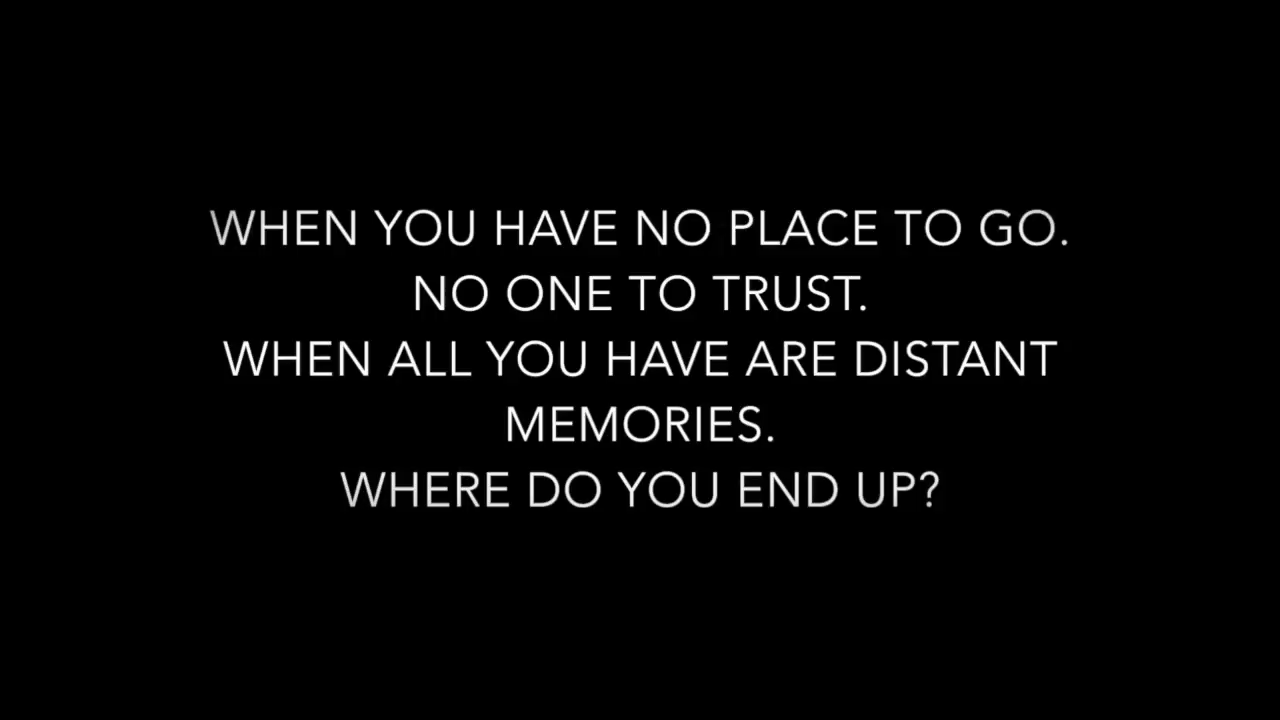 WHEN YOU HAVE NO PLACE TO GO.
NO ONE TO TRUST.
WHEN ALL YOU HAVE ARE DISTANT
MEMORIES.
WHERE DO YOU END UP?